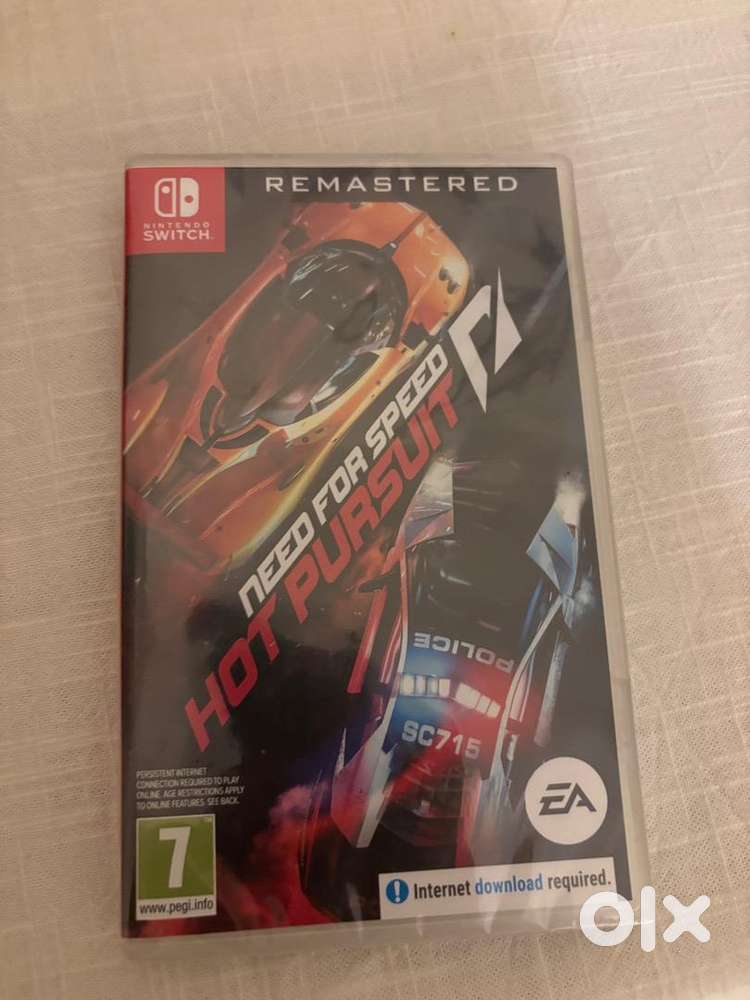 REMASTERED
NINTENDO
SWITCH
NEED FOR SPEED
HOT PURSUIT
POLICE
SC715
PERSISTENT INTERNET
CONNECTION REQUIRED TO PLAY
ONLINE. AGE RESTRICTIONS APPLY
TO ONLINE FEATURES. SEE BACK.
7
www.pegi.info
EA
! Internet download required.
olx